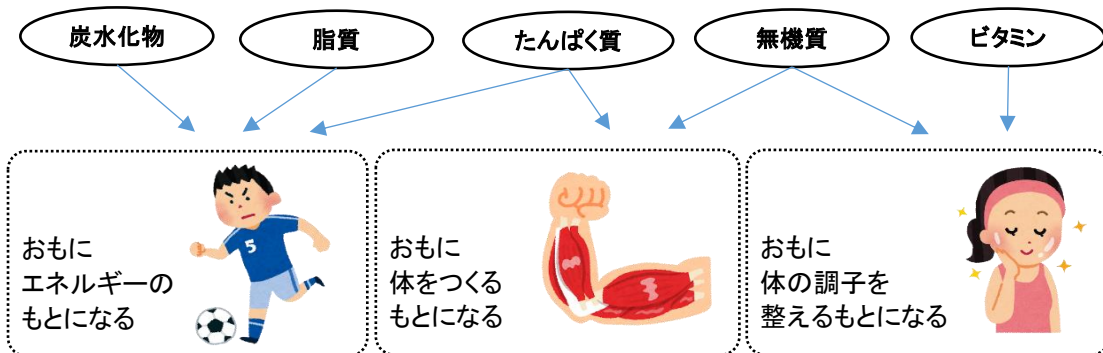 炭水化物
脂質
たんぱく質
無機質
ビタミン
おもに
エネルギーの
もとになる
5
おもに
体をつくる
もとになる
おもに
体の調子を
整えるもとになる